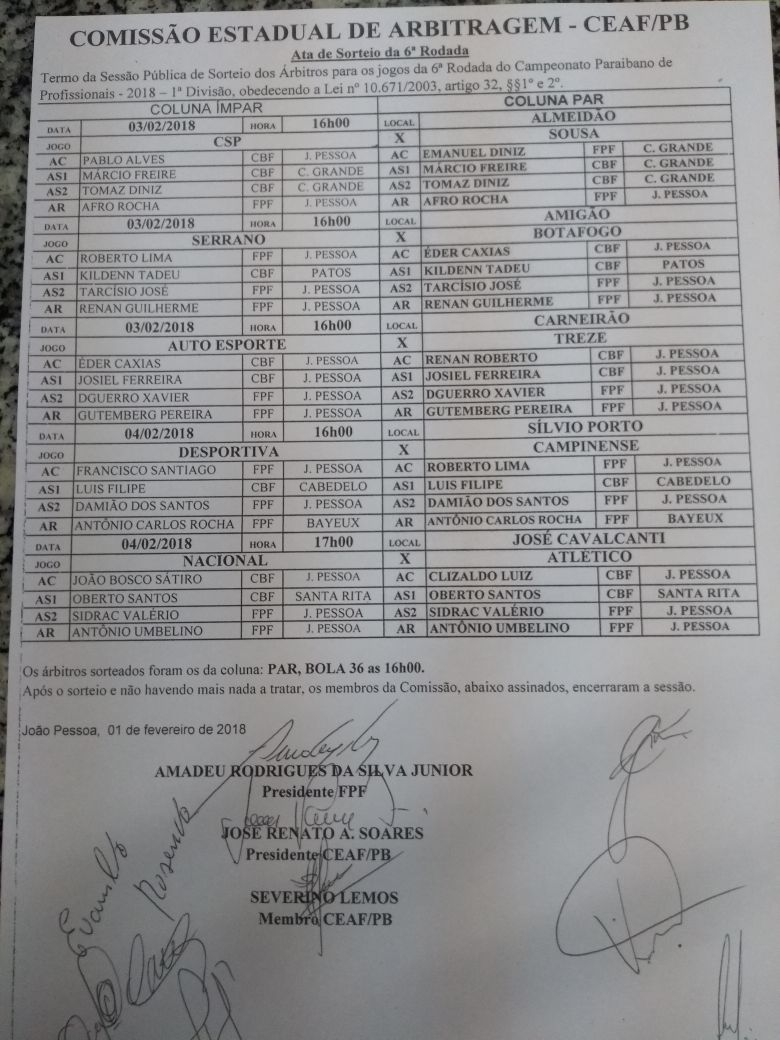 COMISSÃO ESTADUAL DE ARBITRAGEM - CEAF/PB
Ata de Sorteio da 6ª Rodada
Termo da Sessão Pública de Sorteio dos Árbitros para os jogos da 6ª Rodada do Campeonato Paraibano de
Profissionais - 2018 – 1ª Divisão, obedecendo a Lei nº 10.671/2003, artigo 32, §§1º e 2º.
COLUNA ÍMPAR COLUNA PAR
DATA 03/02/2018 HORA 16h00 LOCAL ALMEIDÃO
JOGO CSP X SOUSA
AC PABLO ALVES CBF J. PESSOA AC EMANUEL DINIZ FPF C. GRANDE
AS1 MÁRCIO FREIRE CBF C. GRANDE AS1 MÁRCIO FREIRE CBF C. GRANDE
AS2 TOMAZ DINIZ CBF C. GRANDE AS2 TOMAZ DINIZ CBF C. GRANDE
AR AFRO ROCHA FPF J. PESSOA AR AFRO ROCHA FPF J. PESSOA
DATA 03/02/2018 HORA 16h00 LOCAL AMIGÃO
JOGO SERRANO X BOTAFOGO
AC ROBERTO LIMA FPF J. PESSOA AC ÉDER CAXIAS CBF J. PESSOA
AS1 KILDENN TADEU CBF PATOS AS1 KILDENN TADEU CBF PATOS
AS2 TARCÍSIO JOSÉ FPF J. PESSOA AS2 TARCÍSIO JOSÉ FPF J. PESSOA
AR RENAN GUILHERME FPF J. PESSOA AR RENAN GUILHERME FPF J. PESSOA
DATA 03/02/2018 HORA 16h00 LOCAL CARNEIRÃO
JOGO AUTO ESPORTE X TREZE
AC ÉDER CAXIAS CBF J. PESSOA AC RENAN ROBERTO CBF J. PESSOA
AS1 JOSIEL FERREIRA CBF J. PESSOA AS1 JOSIEL FERREIRA CBF J. PESSOA
AS2 DGUERRO XAVIER FPF J. PESSOA AS2 DGUERRO XAVIER FPF J. PESSOA
AR GUTEMBERG PEREIRA FPF J. PESSOA AR GUTEMBERG PEREIRA FPF J. PESSOA
DATA 04/02/2018 HORA 16h00 LOCAL SÍLVIO PORTO
JOGO DESPORTIVA X CAMPINENSE
AC FRANCISCO SANTIAGO FPF J. PESSOA AC ROBERTO LIMA FPF J. PESSOA
AS1 LUIS FILIPE CBF CABEDELO AS1 LUIS FILIPE CBF CABEDELO
AS2 DAMIÃO DOS SANTOS FPF J. PESSOA AS2 DAMIÃO DOS SANTOS FPF J. PESSOA
AR ANTÔNIO CARLOS ROCHA FPF BAYEUX AR ANTÔNIO CARLOS ROCHA FPF BAYEUX
DATA 04/02/2018 HORA 17h00 LOCAL JOSÉ CAVALCANTI
JOGO NACIONAL X ATLÉTICO
AC JOÃO BOSCO SÁTIRO CBF J. PESSOA AC CLIZALDO LUIZ CBF J. PESSOA
AS1 OBERTO SANTOS CBF SANTA RITA AS1 OBERTO SANTOS CBF SANTA RITA
AS2 SIDRAC VALÉRIO FPF J. PESSOA AS2 SIDRAC VALÉRIO FPF J. PESSOA
AR ANTÔNIO UMBELINO FPF J. PESSOA AR ANTÔNIO UMBELINO FPF J. PESSOA
Os árbitros sorteados foram os da coluna: PAR, BOLA 36 as 16h00.
Após o sorteio e não havendo mais nada a tratar, os membros da Comissão, abaixo assinados, encerraram a sessão.
João Pessoa, 01 de fevereiro de 2018
AMADEU RODRIGUES DA SILVA JUNIOR
Presidente FPF
JOSÉ RENATO A. SOARES
Presidente CEAF/PB
SEVERINO LEMOS
Membro CEAF/PB
Rosendo